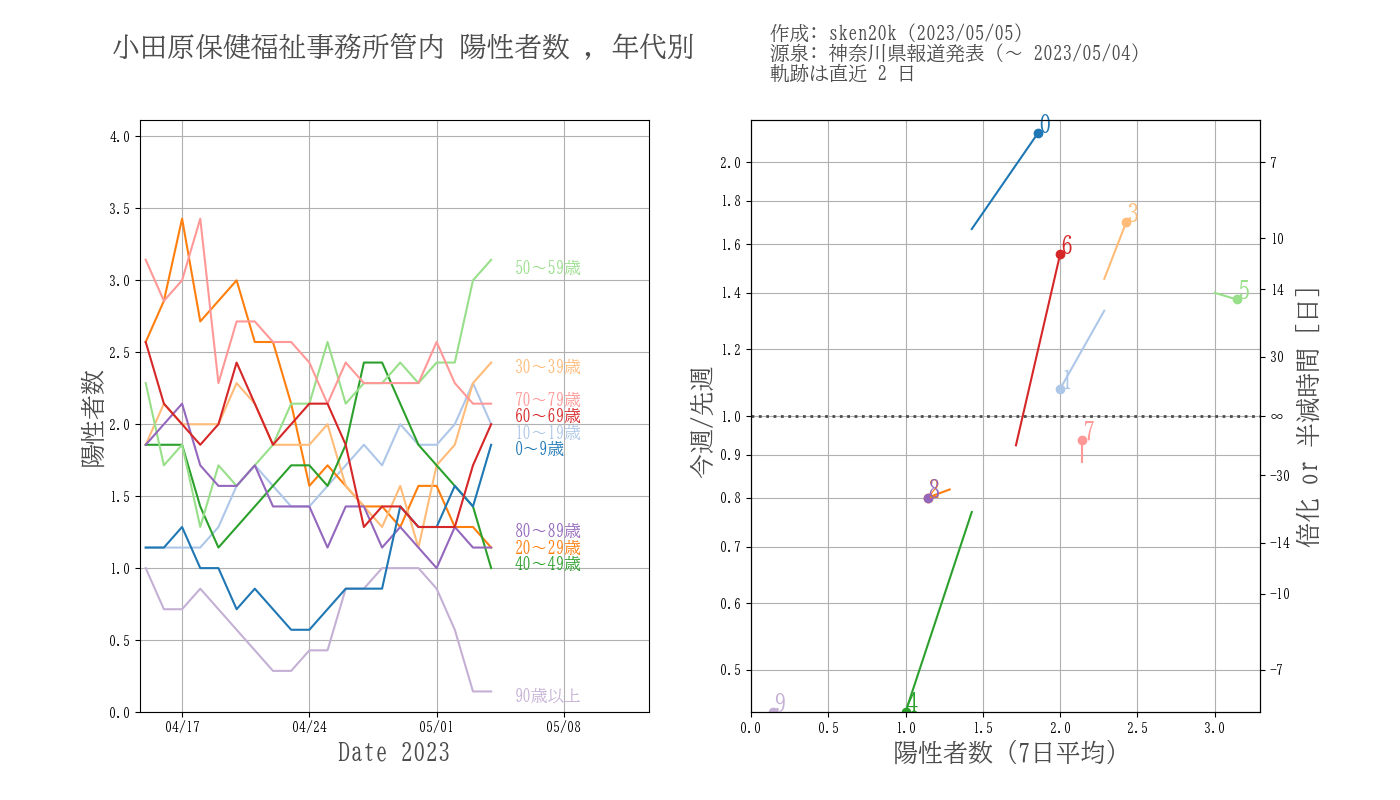 小田原保健福祉事務所管内 陽性者数 , 年代別
作成: sken20k (2023/05/05)
源泉: 神奈川県報道発表 (～ 2023/05/04)
軌跡は直近 2 日
陽性者数
4.0
3.5
3.0
2.5
2.0
1.5
1.0
0.5
0.0
04/17
04/24
05/01
05/08
Date 2023
50～59歳
30～39歳
70～79歳
60～69歳
10～19歳
0～9歳
80～89歳
20～29歳
40～49歳
90歳以上
今週/先週
2.0
1.8
1.6
1.4
1.2
1.0
0.9
0.8
0.7
0.6
0.5
0
3
6
5
1
7
8
4
9
0.0
0.5
1.0
1.5
2.0
2.5
3.0
陽性者数 (7日平均)
7
10
14
30
∞
-30
-14
-10
-7
倍化 or 半減時間 [日]